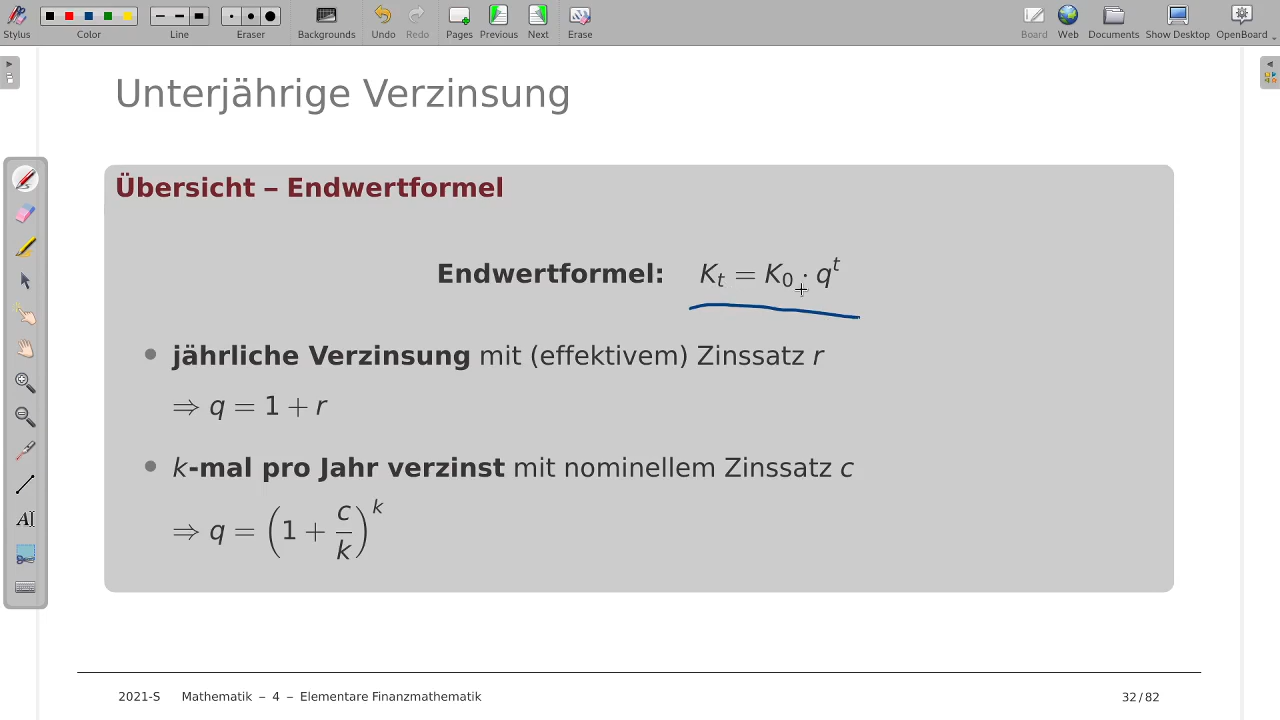 Stylus Color Line Eraser Backgrounds Undo Redo Pages Previous Next Erase Board Web Documents Show Desktop OpenBoard
Unterjährige Verzinsung
Übersicht – Endwertformel
Endwertformel: K_t = K_0 · q^t
• jährliche Verzinsung mit (effektivem) Zinssatz r
⇒ q = 1 + r
• k-mal pro Jahr verzinst mit nominellem Zinssatz c
⇒ q = (1 + c/k)^k
2021-S Mathematik – 4 – Elementare Finanzmathematik 32 / 82